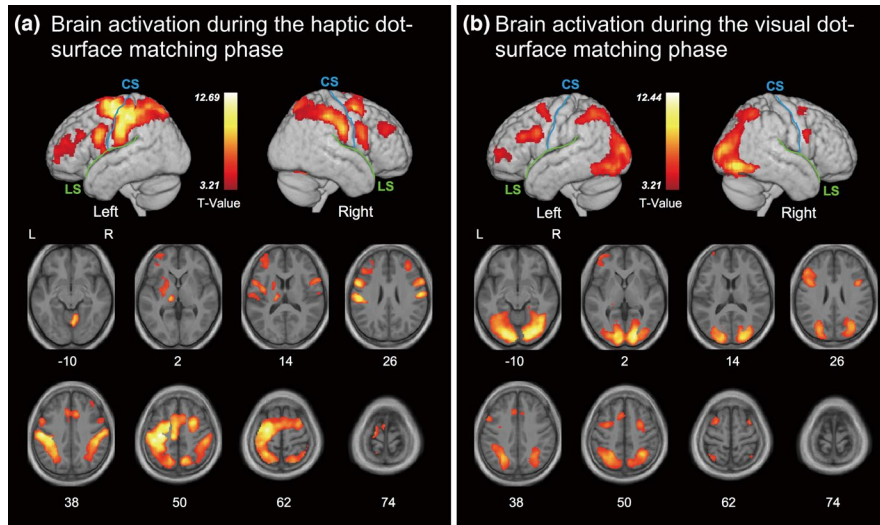 (a) Brain activation during the haptic dot-
surface matching phase
CS
12.69
CS
LS
3.21
LS
Left
T-Value
Right
L
R
-10
2
14
26
38
50
62
74
(b) Brain activation during the visual dot-
surface matching phase
CS
12.44
CS
LS
3.21
LS
Left
T-Value
Right
L
R
-10
2
14
26
38
50
62
74